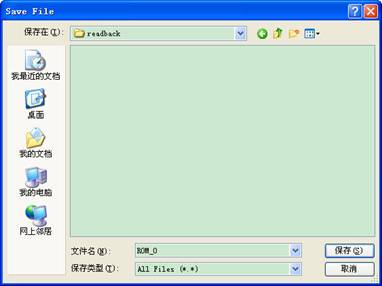 Save File
保存在(I):
readback
我最近的文档
桌面
我的文档
我的电脑
网上邻居
文件名(N):
ROM_0
保存(S)
保存类型(T):
All Files (*.*)
取消